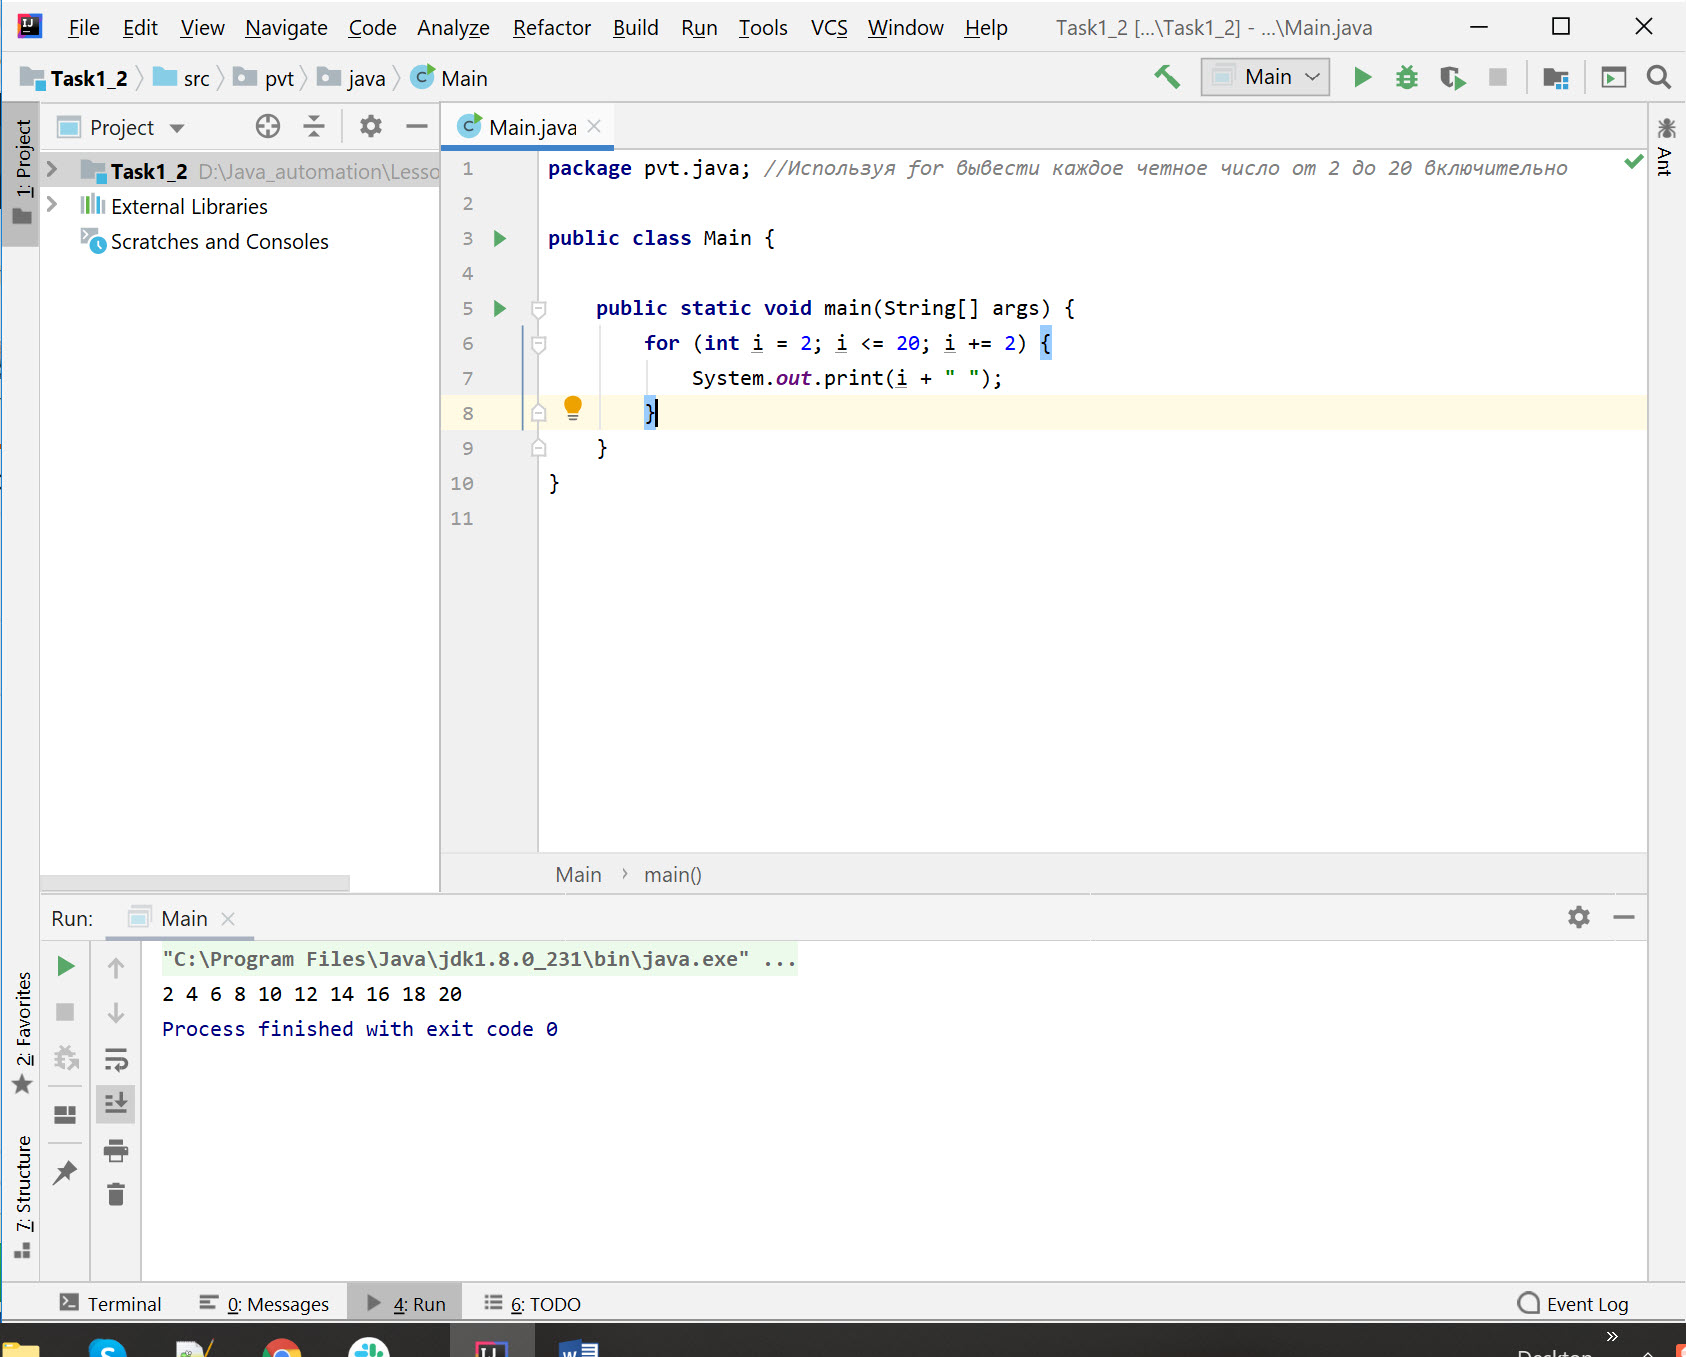 File Edit View Navigate Code Analyze Refactor Build Run Tools VCS Window Help Task1_2 [...\Task1_2] - ...\Main.java
Task1_2 src pvt java Main Main
1: Project
Project
Task1_2 D:\Java_automation\Lesso
External Libraries
Scratches and Consoles
Main.java
Ant
1 package pvt.java; //Используя for вывести каждое четное число от 2 до 20 включительно
2
3 public class Main {
4
5 public static void main(String[] args) {
6 for (int i = 2; i <= 20; i += 2) {
7 System.out.print(i + " ");
8 }
9 }
10 }
11
Main › main()
Run: Main
"C:\Program Files\Java\jdk1.8.0_231\bin\java.exe" ...
2 4 6 8 10 12 14 16 18 20
Process finished with exit code 0
2: Favorites
7: Structure
Terminal 0: Messages 4: Run 6: TODO Event Log
Desktop